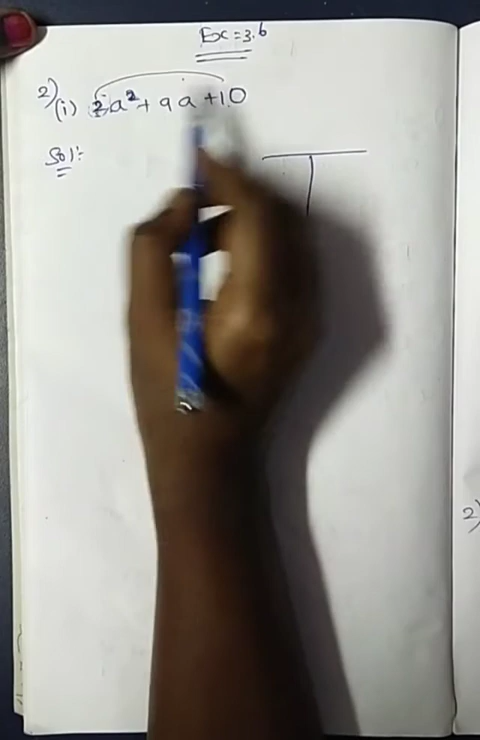 Ex = 3.6
2) (i) 2a² + 9a + 10
Sol:
2)